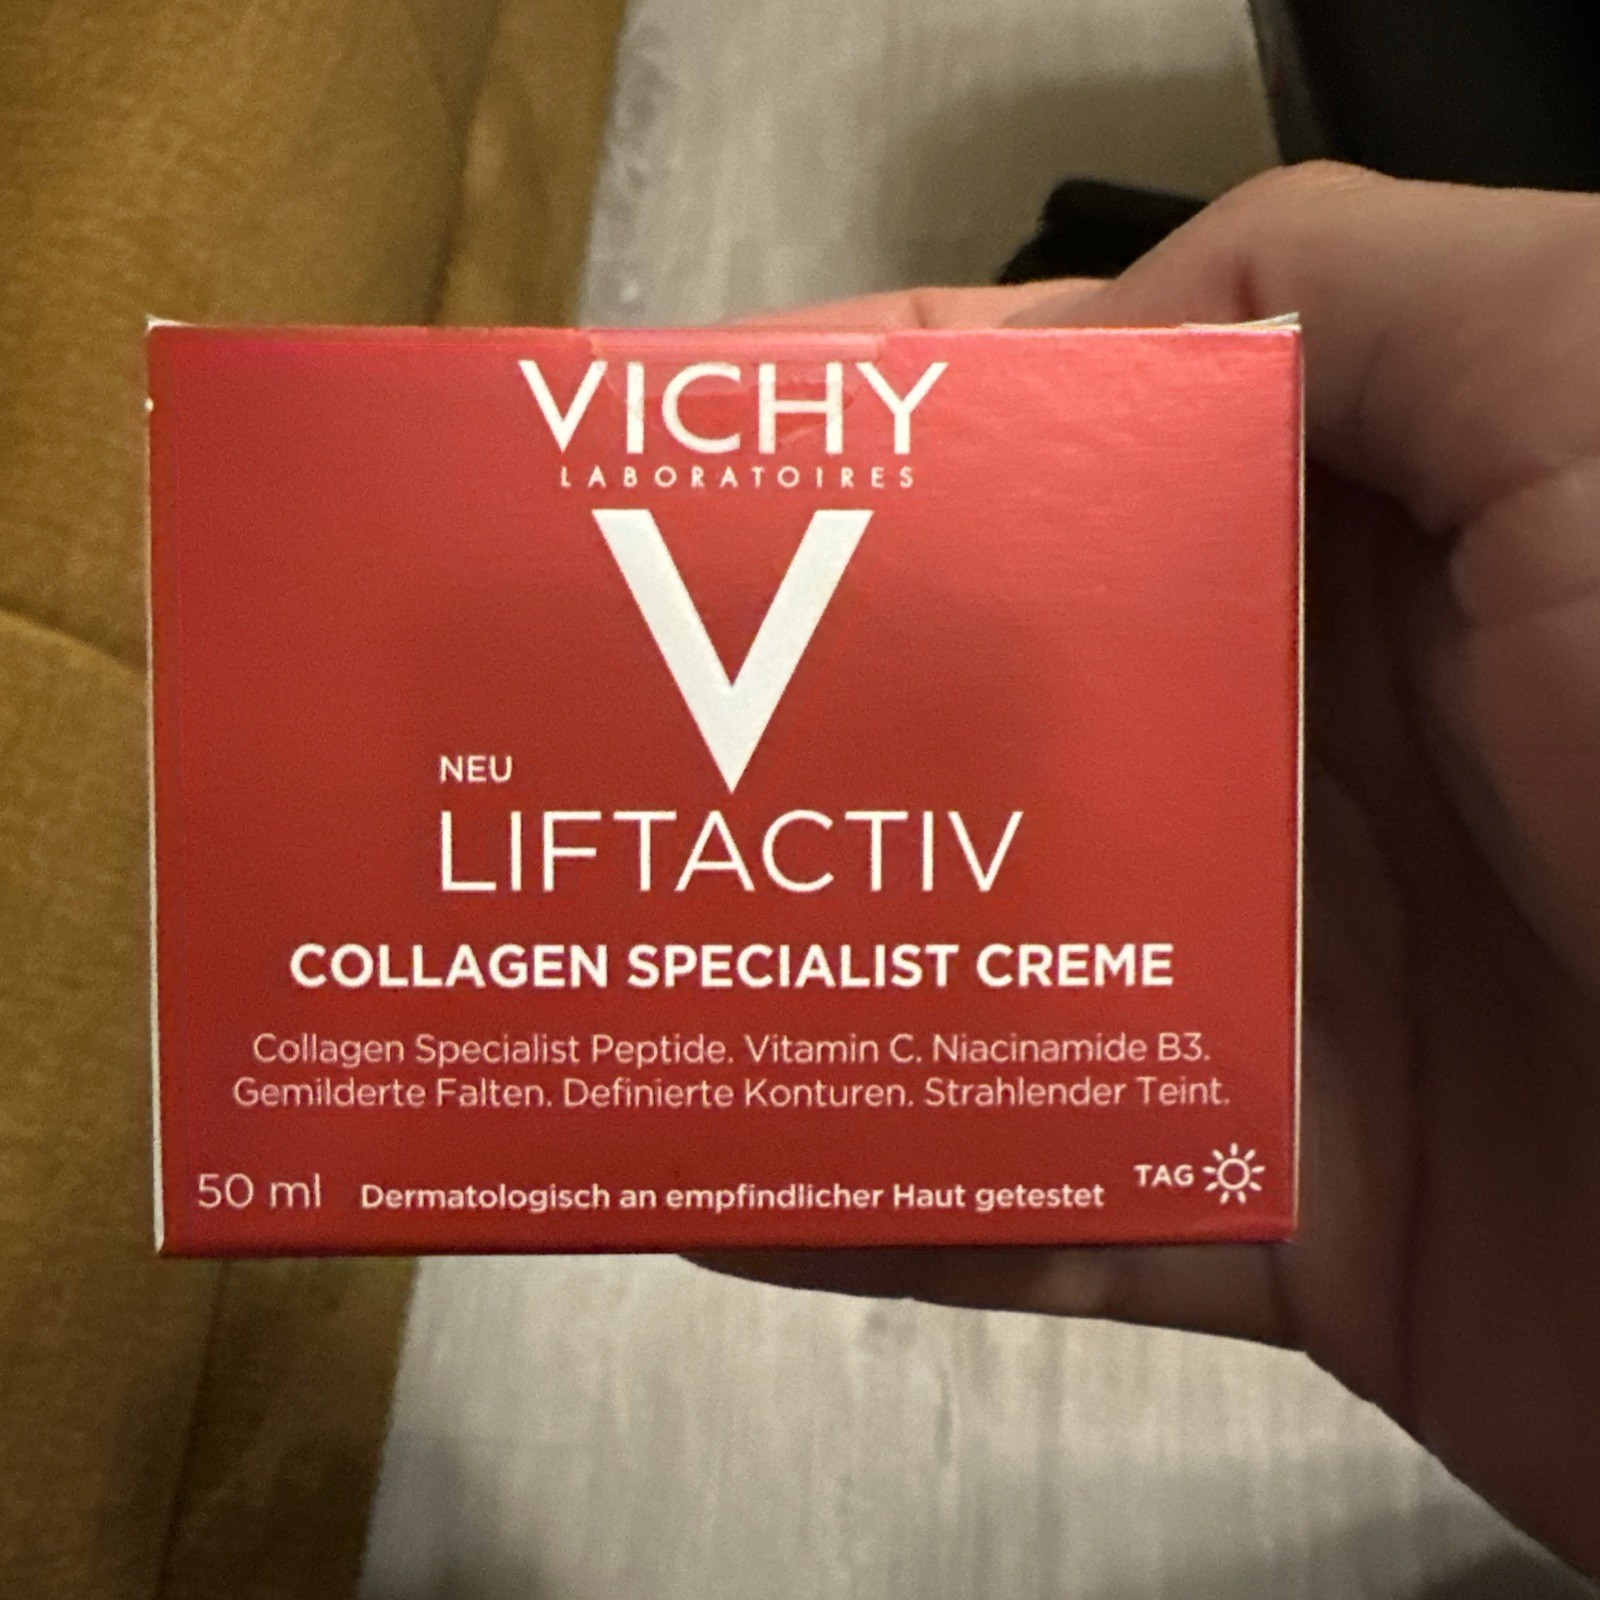 VICHY
LABORATOIRES
V
NEU
LIFTACTIV
COLLAGEN SPECIALIST CREME
Collagen Specialist Peptide. Vitamin C. Niacinamide B3.
Gemilderte Falten. Definierte Konturen. Strahlender Teint.
50 ml Dermatologisch an empfindlicher Haut getestet TAG